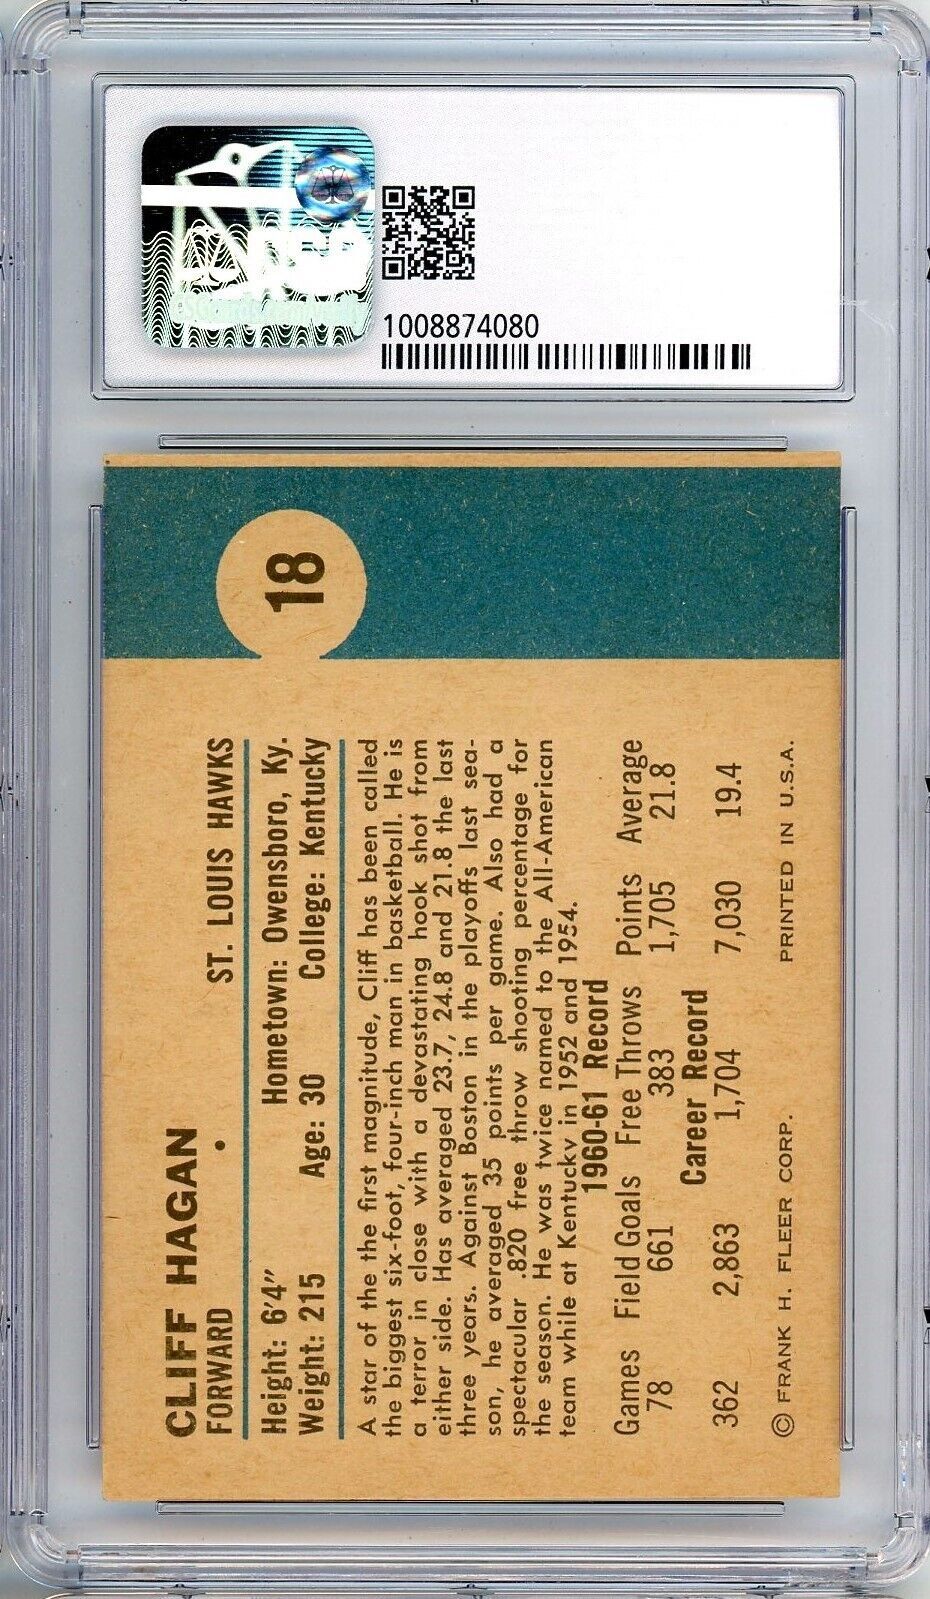 1008874080
18
CLIFF HAGAN
FORWARD • ST. LOUIS HAWKS
Height: 6'4" Hometown: Owensboro, Ky.
Weight: 215 Age: 30 College: Kentucky
A star of the first magnitude, Cliff has been called
the biggest six-foot, four-inch man in basketball. He is
a terror in close with a devastating hook shot from
either side. Has averaged 23.7, 24.8 and 21.8 the last
three years. Against Boston in the playoffs last sea-
son, he averaged 35 points per game. Also had a
spectacular .820 free throw shooting percentage for
the season. He was twice named to the All-American
team while at Kentucky in 1952 and 1954.
1960-61 Record
Games Field Goals Free Throws Points Average
78 661 383 1,705 21.8
Career Record
362 2,863 1,704 7,030 19.4
© FRANK H. FLEER CORP. PRINTED IN U.S.A.